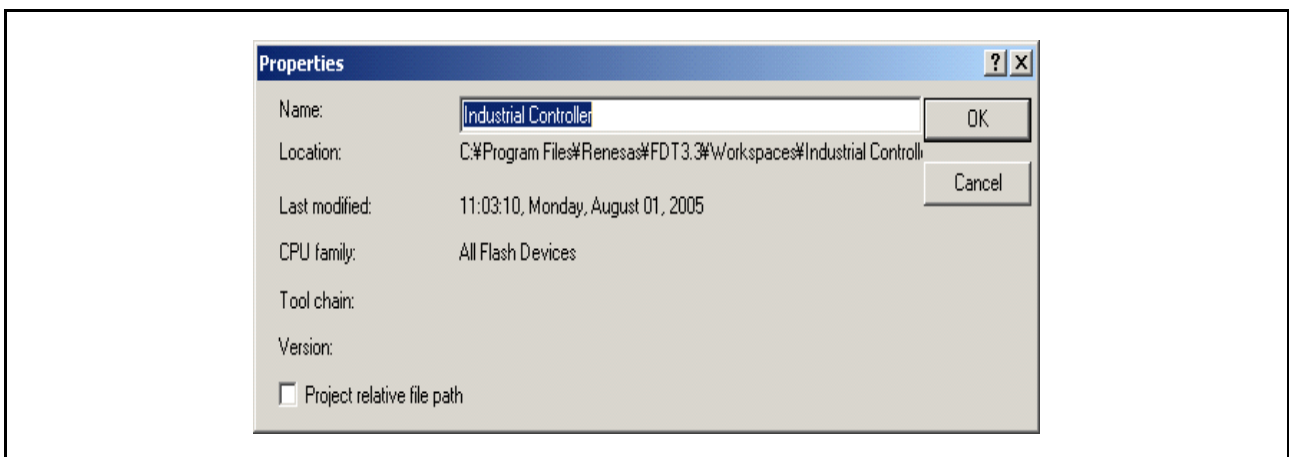 Properties
Name: Industrial Controller OK
Location: C:¥Program Files¥Renesas¥FDT3.3¥Workspaces¥Industrial Controll
Cancel
Last modified: 11:03:10, Monday, August 01, 2005
CPU family: All Flash Devices
Tool chain:
Version:
Project relative file path